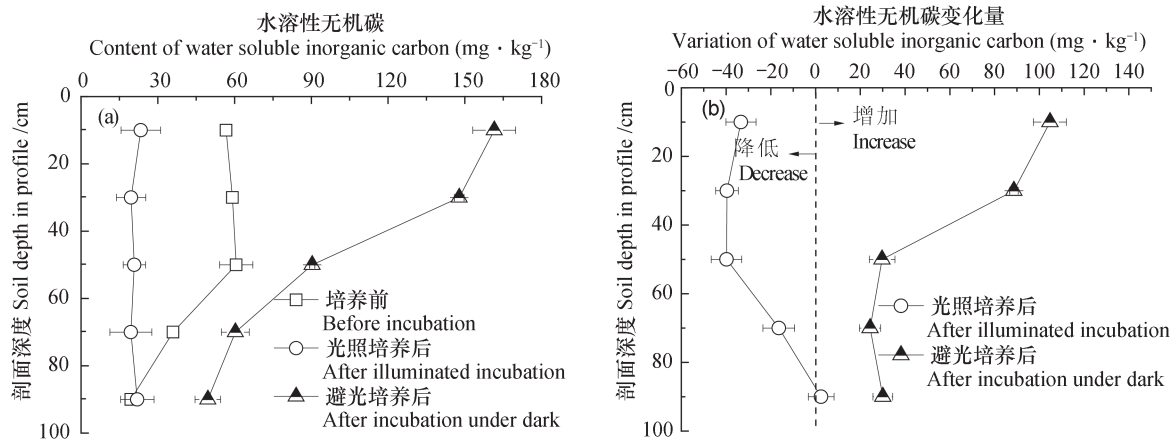 水溶性无机碳
Content of water soluble inorganic carbon (mg · kg⁻¹)
0 30 60 90 120 150 180
0
20
40
60
80
100
剖面深度 Soil depth in profile /cm
(a)
培养前
Before incubation
光照培养后
After illuminated incubation
避光培养后
After incubation under dark
水溶性无机碳变化量
Variation of water soluble inorganic carbon (mg · kg⁻¹)
−60 −40 −20 0 20 40 60 80 100 120 140
0
20
40
60
80
100
剖面深度 Soil depth in profile /cm
(b)
增加
Increase
降低
Decrease
光照培养后
After illuminated incubation
避光培养后
After incubation under dark